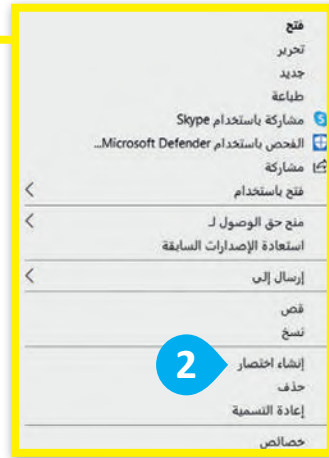 فتح
تحرير
جديد
طباعة
مشاركة باستخدام Skype
الفحص باستخدام Microsoft Defender...
مشاركة
فتح باستخدام
منح حق الوصول لـ
استعادة الإصدارات السابقة
إرسال إلى
قص
نسخ
إنشاء اختصار
2
حذف
إعادة التسمية
خصائص